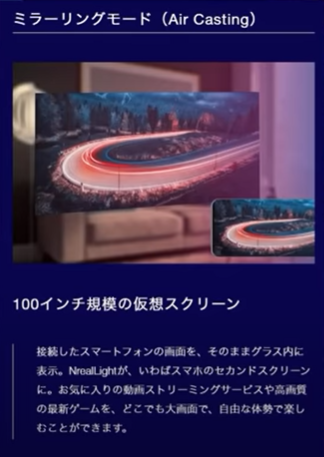 ミラーリングモード（Air Casting）
100インチ規模の仮想スクリーン
接続したスマートフォンの画面を、そのままグラス内に
表示。NrealLightが、いわばスマホのセカンドスクリーン
に。お気に入りの動画ストリーミングサービスや高画質
の最新ゲームを、どこでも大画面で、自由な体勢で楽し
むことができます。